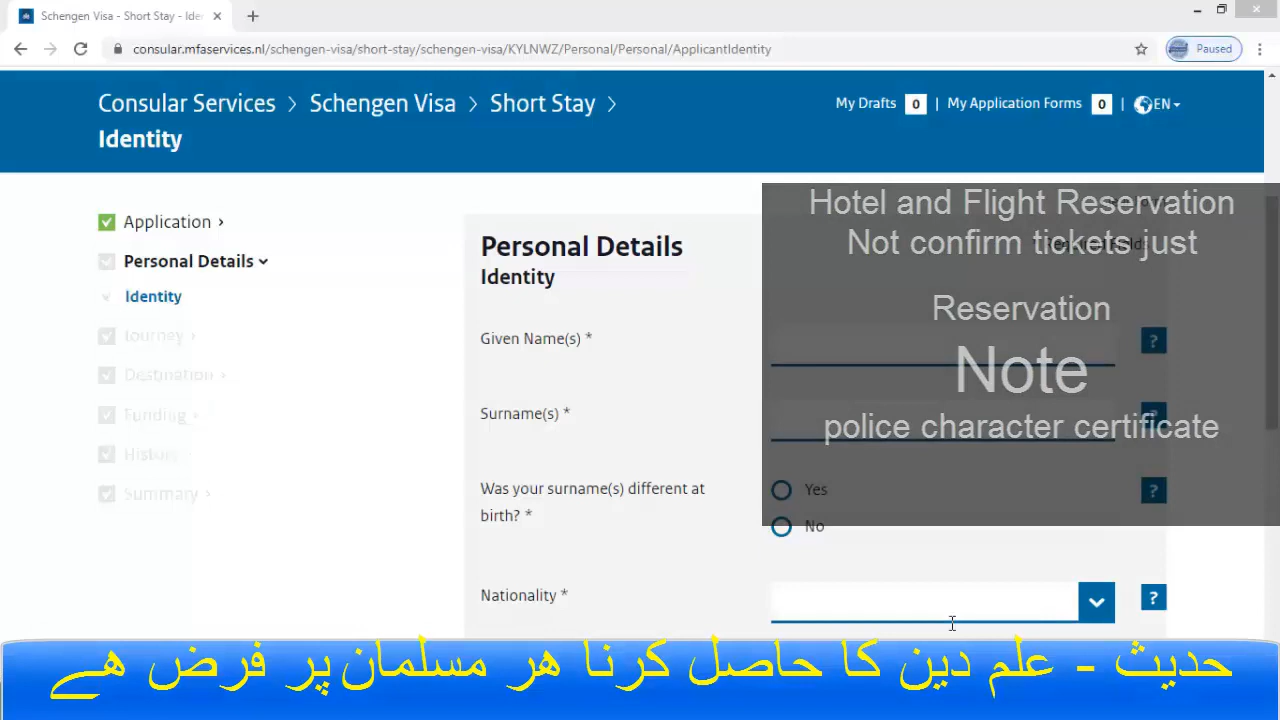 Schengen Visa - Short Stay - Ide
consular.mfaservices.nl/schengen-visa/short-stay/schengen-visa/KYLNWZ/Personal/Personal/ApplicantIdentity
Paused
Consular Services > Schengen Visa > Short Stay >
Identity
My Drafts 0 | My Application Forms 0 | EN
Application ›
Personal Details
Identity
Journey ›
Destination ›
Funding ›
History
Summary ›
Personal Details
Identity
Given Name(s) *
?
Surname(s) *
?
Was your surname(s) different at
birth? *
Yes
No
?
Nationality *
?
Hotel and Flight Reservation
Not confirm tickets just
Reservation
Note
police character certificate
حدیث - علم دین کا حاصل کرنا ھر مسلمان پر فرض ھے